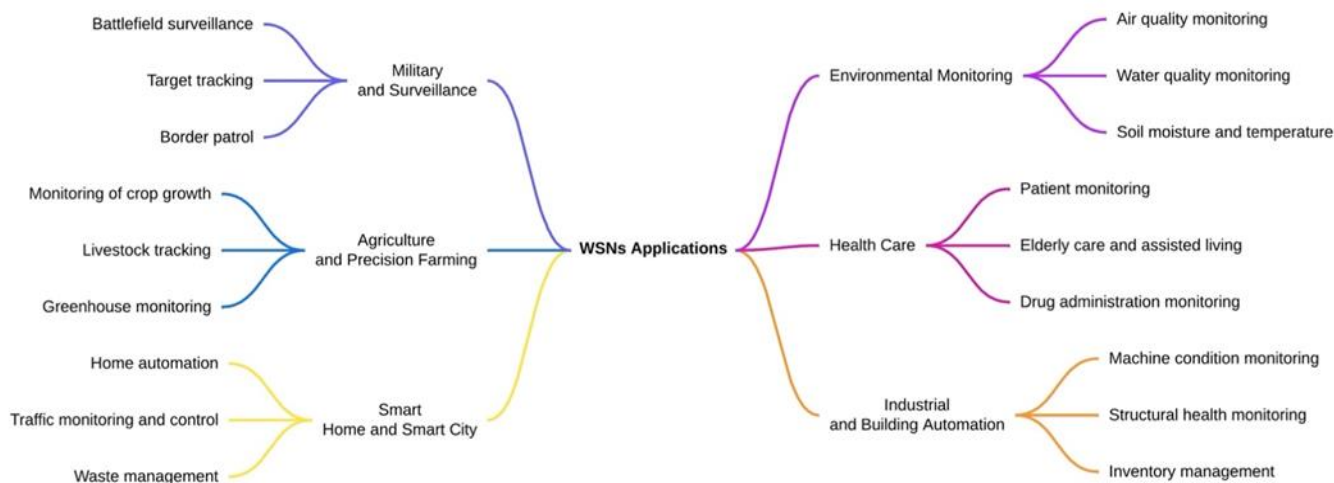 Battlefield surveillance
Target tracking
Border patrol
Military
and Surveillance
Monitoring of crop growth
Livestock tracking
Greenhouse monitoring
Agriculture
and Precision Farming
Home automation
Traffic monitoring and control
Waste management
Smart
Home and Smart City
WSNs Applications
Environmental Monitoring
Air quality monitoring
Water quality monitoring
Soil moisture and temperature
Health Care
Patient monitoring
Elderly care and assisted living
Drug administration monitoring
Industrial
and Building Automation
Machine condition monitoring
Structural health monitoring
Inventory management